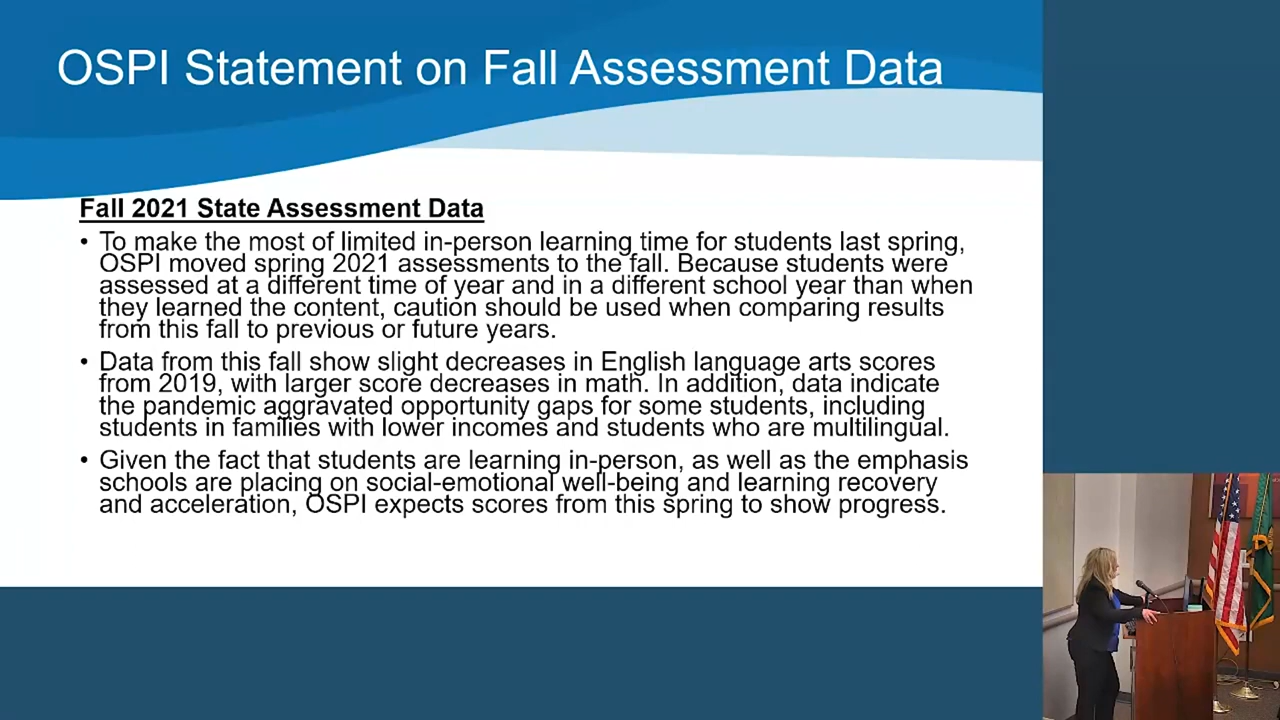 OSPI Statement on Fall Assessment Data
Fall 2021 State Assessment Data
• To make the most of limited in-person learning time for students last spring,
OSPI moved spring 2021 assessments to the fall. Because students were
assessed at a different time of year and in a different school year than when
they learned the content, caution should be used when comparing results
from this fall to previous or future years.
• Data from this fall show slight decreases in English language arts scores
from 2019, with larger score decreases in math. In addition, data indicate
the pandemic aggravated opportunity gaps for some students, including
students in families with lower incomes and students who are multilingual.
• Given the fact that students are learning in-person, as well as the emphasis
schools are placing on social-emotional well-being and learning recovery
and acceleration, OSPI expects scores from this spring to show progress.